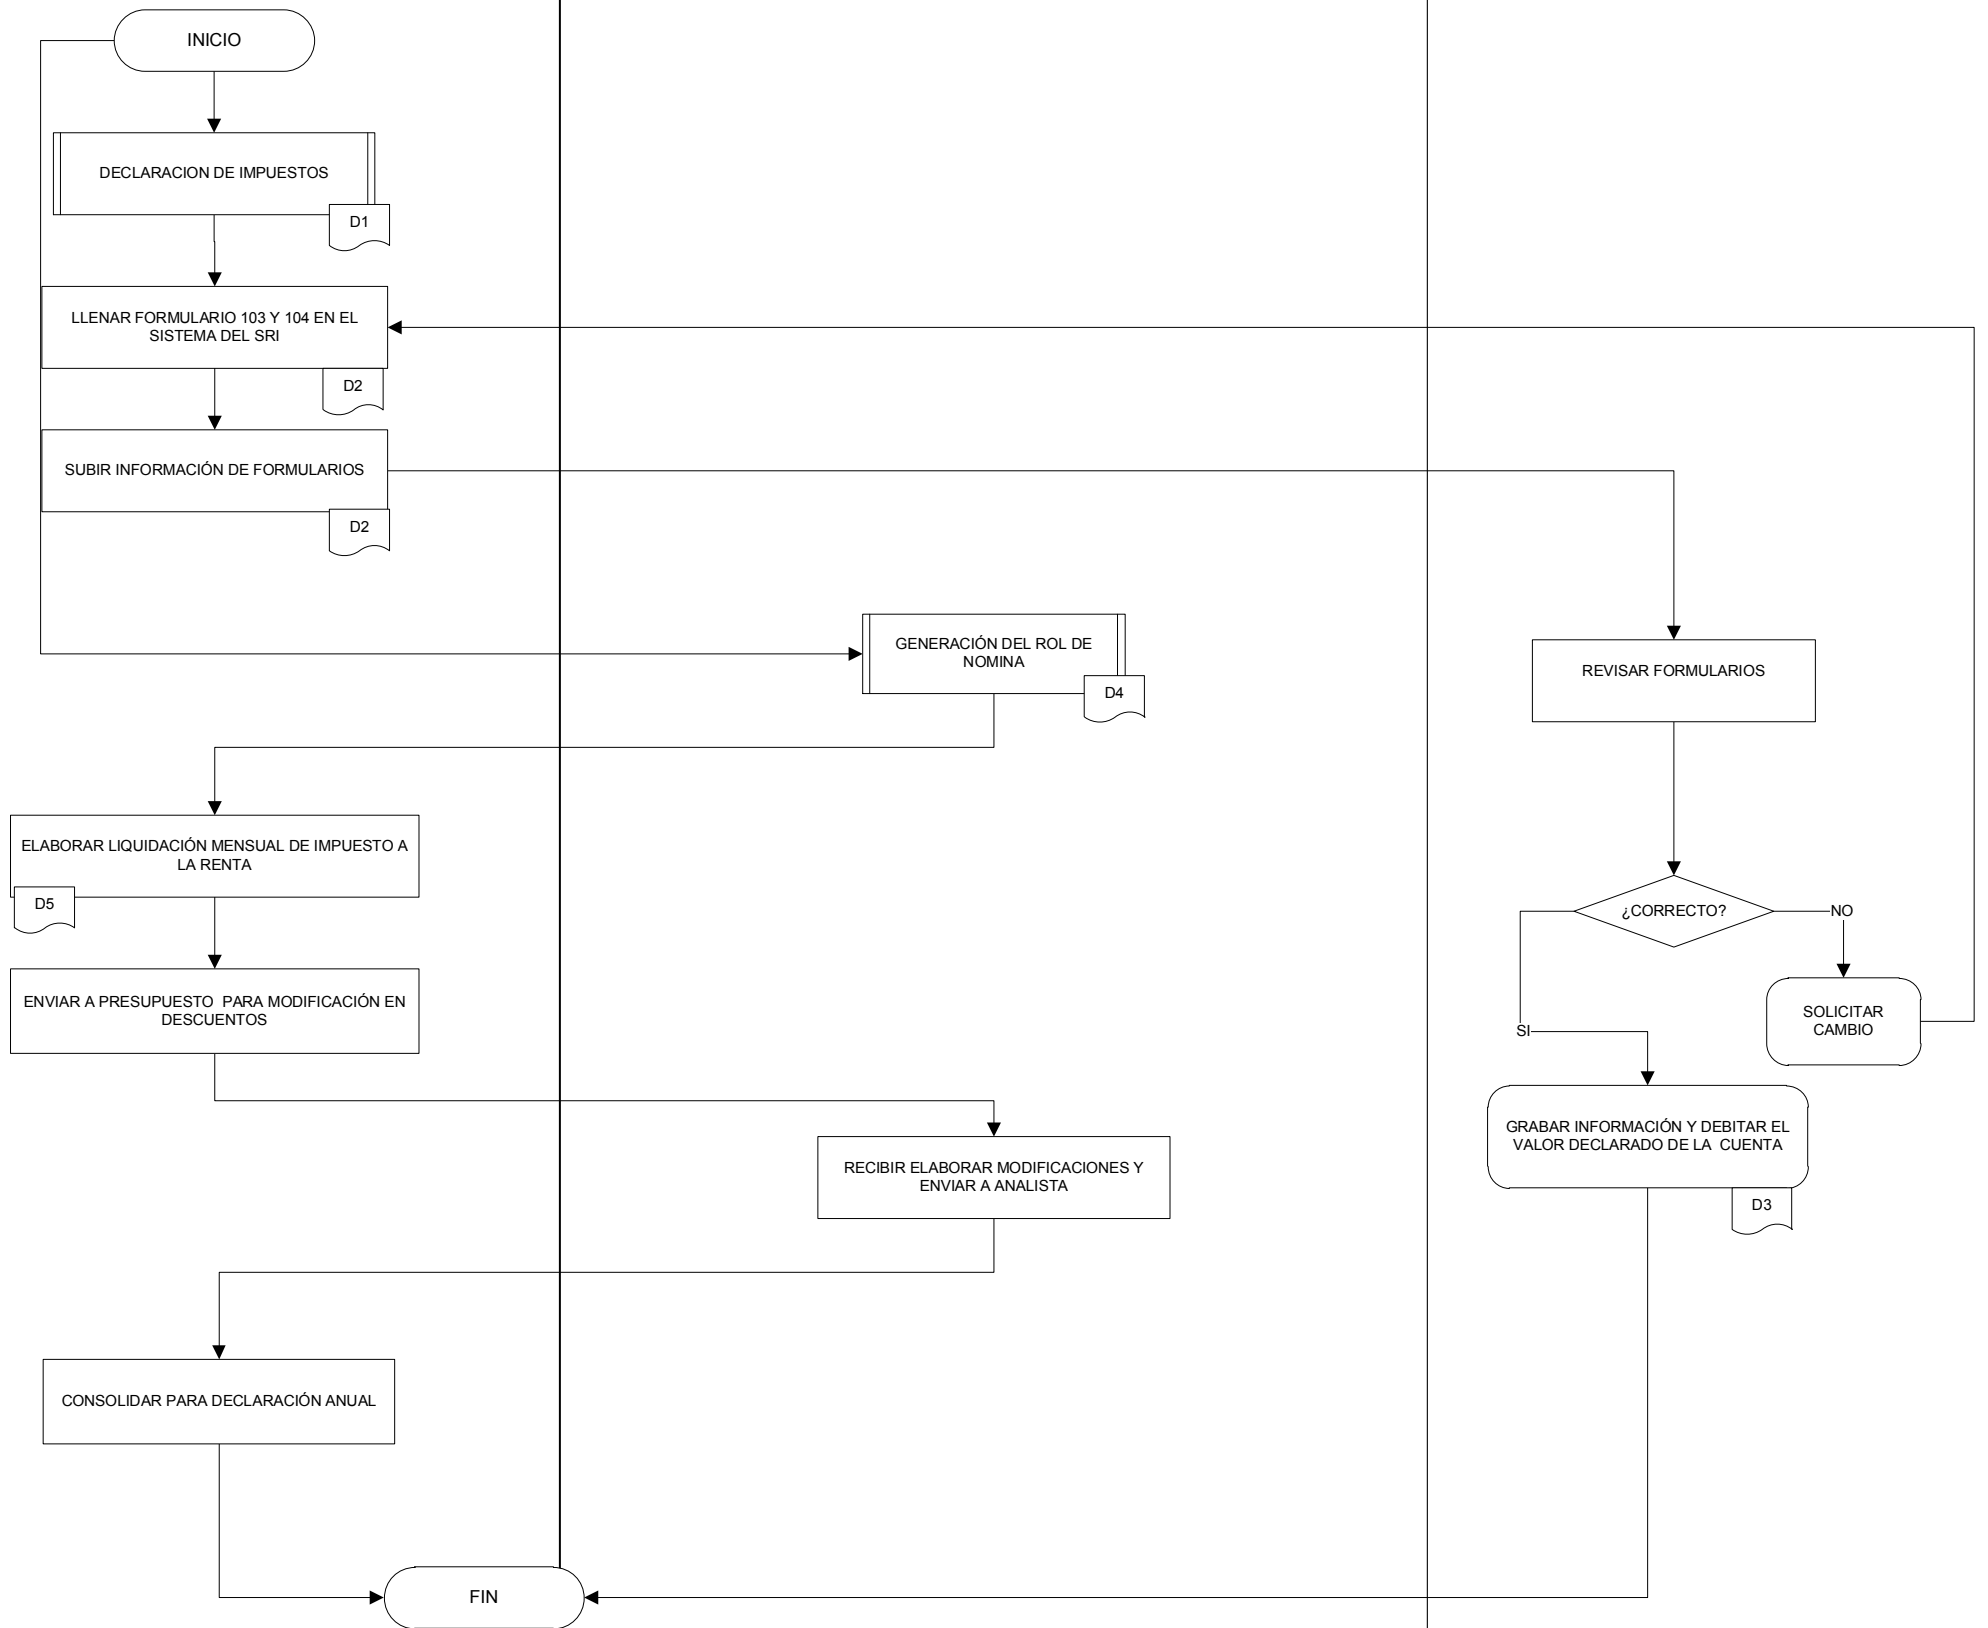 INICIO
DECLARACION DE IMPUESTOS
D1
LLENAR FORMULARIO 103 Y 104 EN EL
SISTEMA DEL SRI
D2
SUBIR INFORMACIÓN DE FORMULARIOS
D2
GENERACIÓN DEL ROL DE
NOMINA
D4
REVISAR FORMULARIOS
ELABORAR LIQUIDACIÓN MENSUAL DE IMPUESTO A
LA RENTA
D5
¿CORRECTO?
NO
SI
ENVIAR A PRESUPUESTO  PARA MODIFICACIÓN EN
DESCUENTOS
SOLICITAR
CAMBIO
RECIBIR ELABORAR MODIFICACIONES Y
ENVIAR A ANALISTA
GRABAR INFORMACIÓN Y DEBITAR EL
VALOR DECLARADO DE LA  CUENTA
D3
CONSOLIDAR PARA DECLARACIÓN ANUAL
FIN